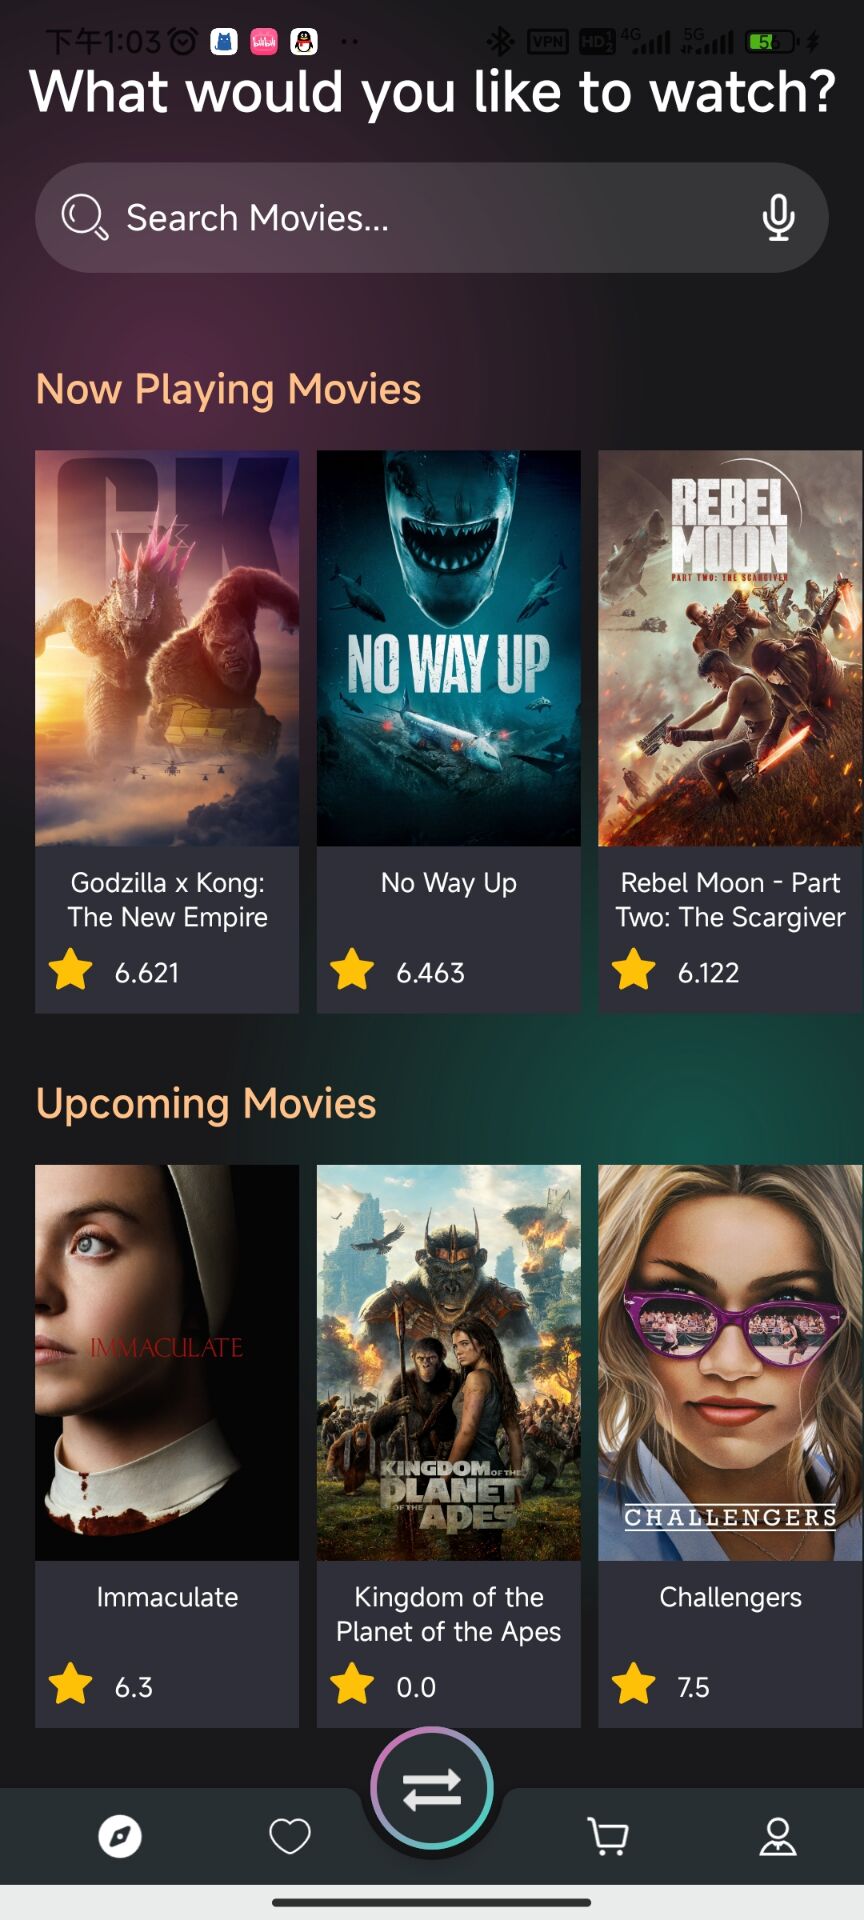 下午1:03
VPN HD 4G 5G
What would you like to watch?
Search Movies...
Now Playing Movies
GK
NO WAY UP
REBEL
MOON
PART TWO: THE SCARGIVER
Godzilla x Kong:
The New Empire
No Way Up
Rebel Moon - Part
Two: The Scargiver
6.621
6.463
6.122
Upcoming Movies
IMMACULATE
KINGDOM OF THE
PLANET
OF THE APES
CHALLENGERS
Immaculate
Kingdom of the
Planet of the Apes
Challengers
6.3
0.0
7.5